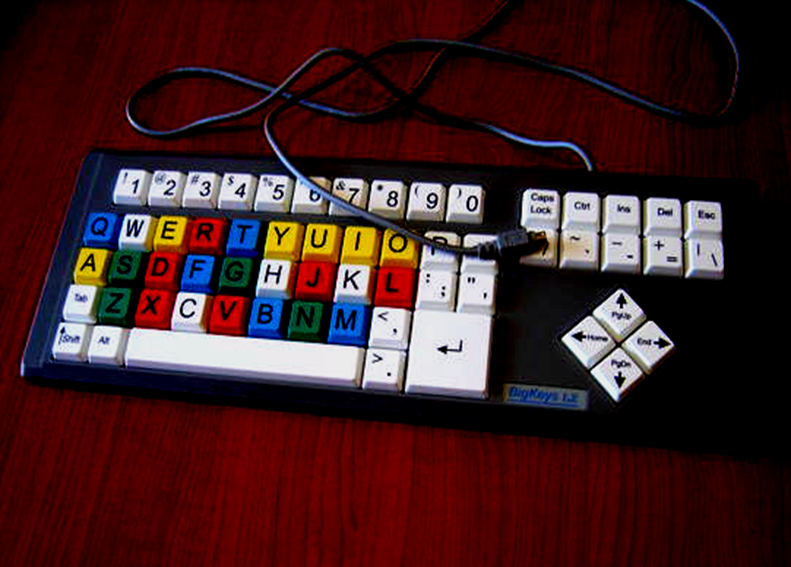 ! 1 @ 2 # 3 $ 4 % 5 6 & 7 * 8 ( 9 ) 0
Caps Lock Ctrl Ins Del Esc
Q W E R T Y U I O
~ ` _ - + = | \
A S D F G H J K L : ; " '
Tab Z X C V B N M < ,
Shift Alt > .
PgUp
Home End
PgDn
BigKeys LX